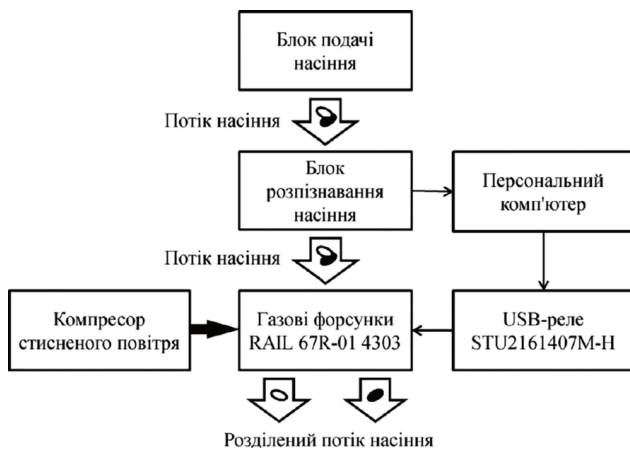 Блок подачі
насіння
Потік насіння
Блок
розпізнавання
насіння
Персональний
комп'ютер
Потік насіння
Компресор
стисненого повітря
Газові форсунки
RAIL 67R-01 4303
USB-реле
STU2161407M-H
Розділений потік насіння